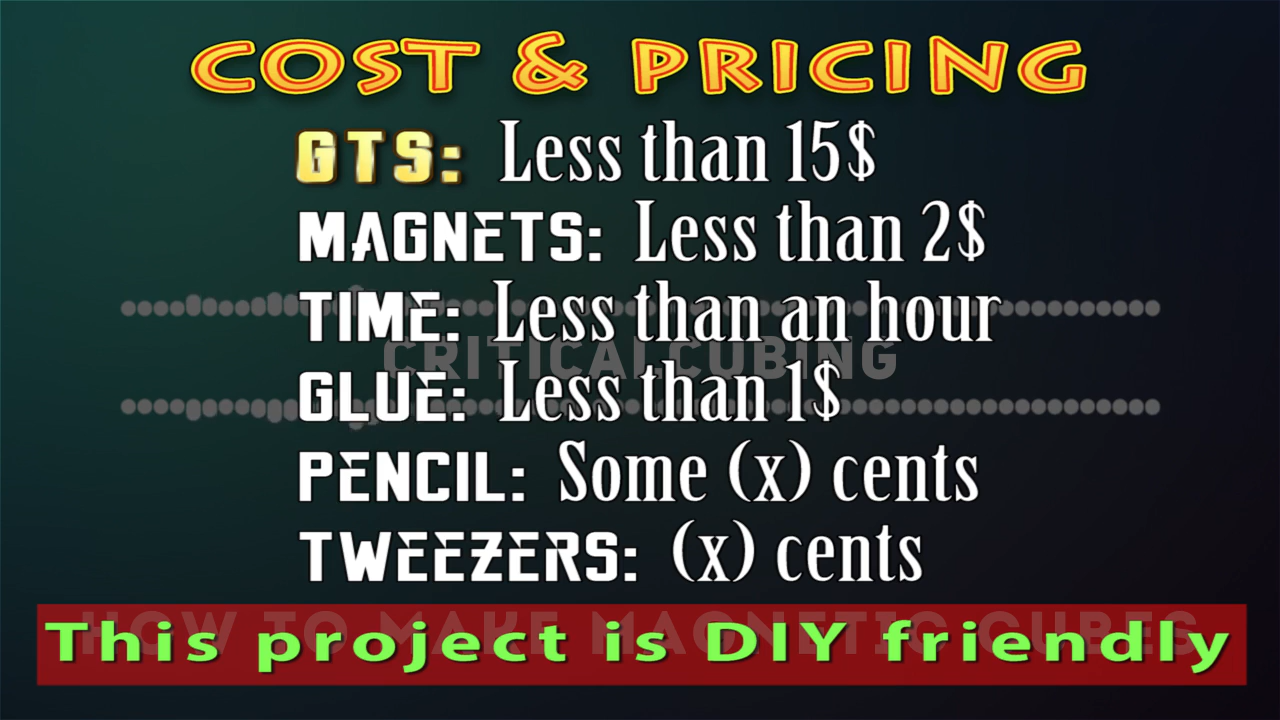 COST & PRICING
GTS: Less than 15$
MAGNETS: Less than 2$
TIME: Less than an hour
CRITICALCUBING
GLUE: Less than 1$
PENCIL: Some (x) cents
TWEEZERS: (x) cents
HOW TO MAKE MAGNETIC CUBES
This project is DIY friendly